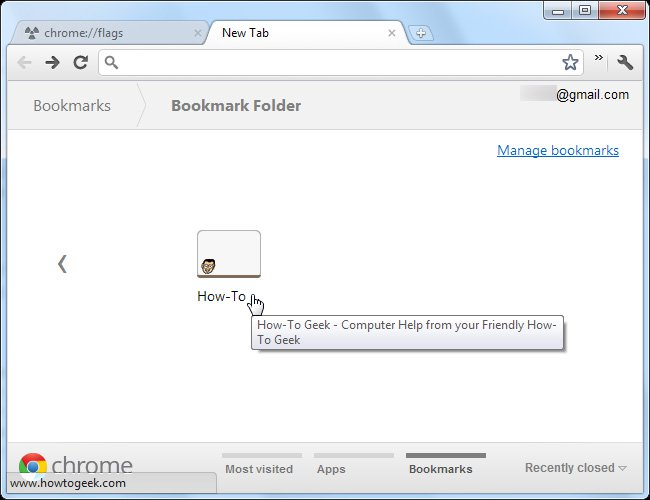 chrome://flags
New Tab
Bookmarks
Bookmark Folder
@gmail.com
Manage bookmarks
How-To
How-To Geek - Computer Help from your Friendly How-
To Geek
chrome
Most visited
Apps
Bookmarks
Recently closed
www.howtogeek.com